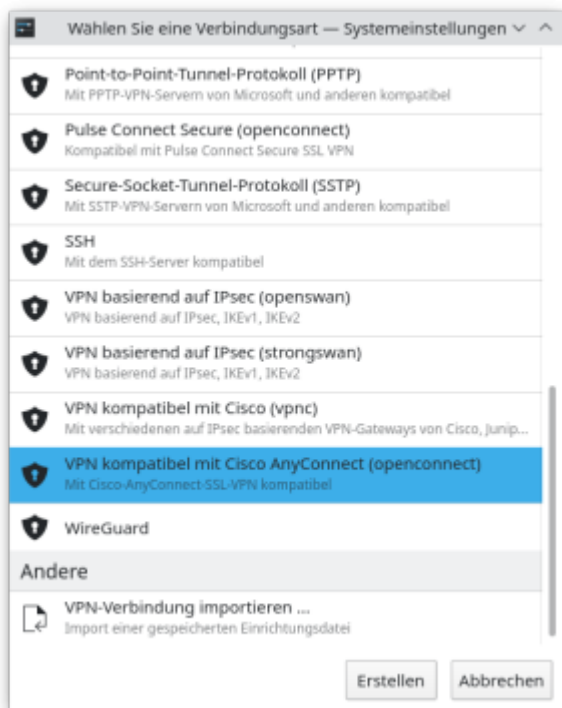 Wählen Sie eine Verbindungsart — Systemeinstellungen
Point-to-Point-Tunnel-Protokoll (PPTP)
Mit PPTP-VPN-Servern von Microsoft und anderen kompatibel
Pulse Connect Secure (openconnect)
Kompatibel mit Pulse Connect Secure SSL VPN
Secure-Socket-Tunnel-Protokoll (SSTP)
Mit SSTP-VPN-Servern von Microsoft und anderen kompatibel
SSH
Mit dem SSH-Server kompatibel
VPN basierend auf IPsec (openswan)
VPN basierend auf IPsec, IKEv1, IKEv2
VPN basierend auf IPsec (strongswan)
VPN basierend auf IPsec, IKEv1, IKEv2
VPN kompatibel mit Cisco (vpnc)
Mit verschiedenen auf IPsec basierenden VPN-Gateways von Cisco, Junip...
VPN kompatibel mit Cisco AnyConnect (openconnect)
Mit Cisco-AnyConnect-SSL-VPN kompatibel
WireGuard
Andere
VPN-Verbindung importieren ...
Import einer gespeicherten Einrichtungsdatei
Erstellen Abbrechen